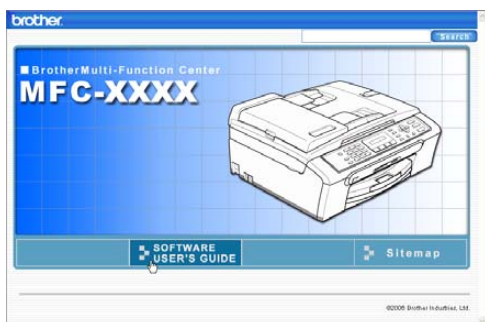 brother.
Search
BrotherMulti-Function Center
MFC-XXXX
SOFTWARE
USER'S GUIDE
Sitemap
©2006 Brother Industries, Ltd.